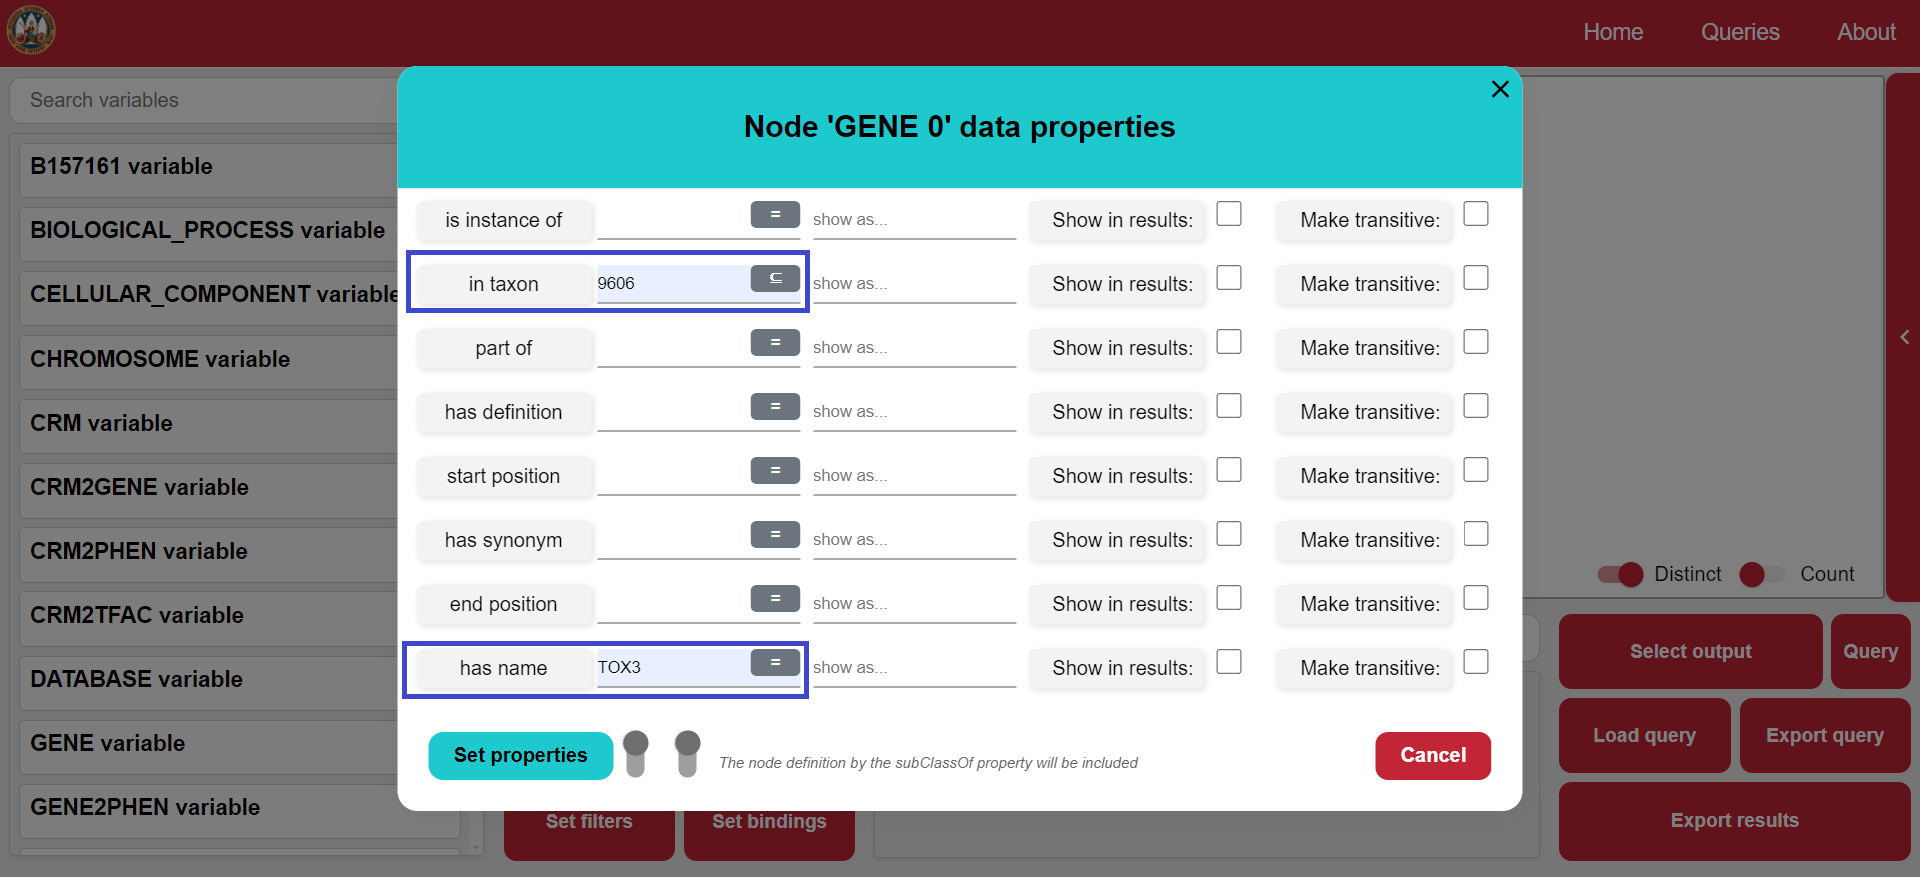 Home Queries About
Search variables
Node 'GENE 0' data properties
B157161 variable
BIOLOGICAL_PROCESS variable
CELLULAR_COMPONENT variable
CHROMOSOME variable
CRM variable
CRM2GENE variable
CRM2PHEN variable
CRM2TFAC variable
DATABASE variable
GENE variable
GENE2PHEN variable
is instance of = show as... Show in results: Make transitive:
in taxon 9606 ⊆ show as... Show in results: Make transitive:
part of = show as... Show in results: Make transitive:
has definition = show as... Show in results: Make transitive:
start position = show as... Show in results: Make transitive:
has synonym = show as... Show in results: Make transitive:
end position = show as... Show in results: Make transitive:
has name TOX3 = show as... Show in results: Make transitive:
Set properties The node definition by the subClassOf property will be included Cancel
Distinct Count
Select output Query
Load query Export query
Set filters Set bindings Export results